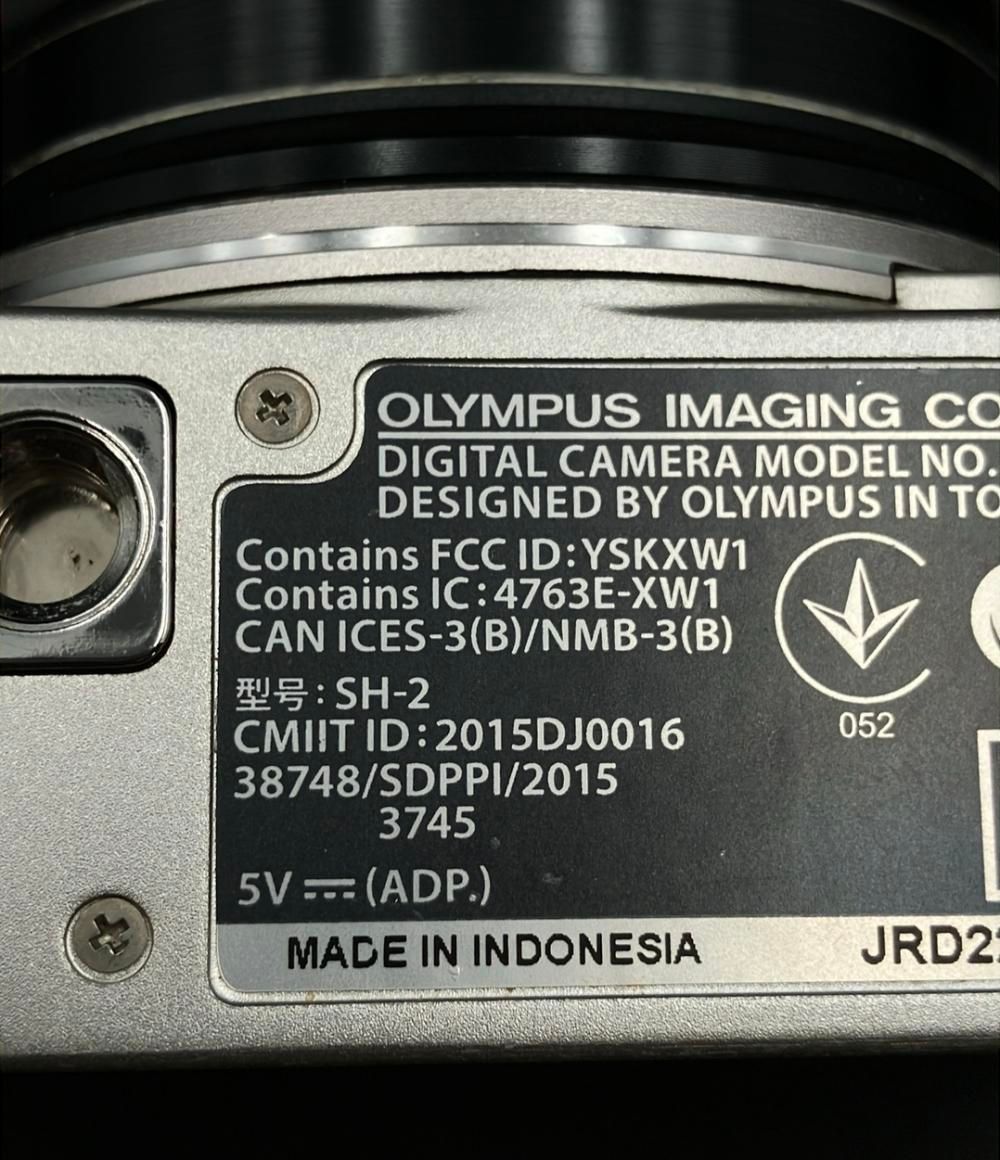 OLYMPUS IMAGING CO
DIGITAL CAMERA MODEL NO.
DESIGNED BY OLYMPUS IN TO
Contains FCC ID:YSKXW1
Contains IC:4763E-XW1
CAN ICES-3(B)/NMB-3(B)
052
型号:SH-2
CMIIT ID:2015DJ0016
38748/SDPPI/2015
3745
5V (ADP.)
MADE IN INDONESIA
JRD22